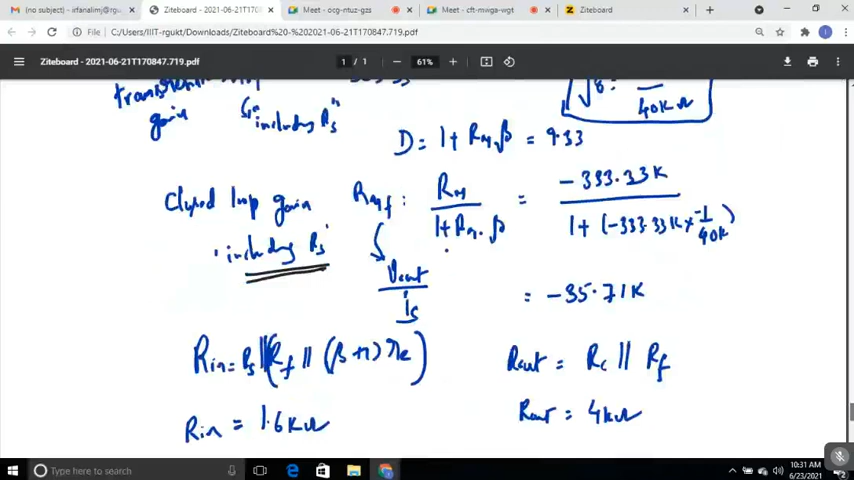 (no subject) - irfanalimj@rgu
Ziteboard - 2021-06-21T170847.7
Meet - ocg-ntuz-gzs
Meet - cft-mwga-wgt
Ziteboard
C:/Users/IIIT-rgukt/Downloads/Ziteboard%20-%202021-06-21T170847.719.pdf
Ziteboard - 2021-06-21T170847.719.pdf
1 / 1
61%
gain "including Rs"
40KΩ
D = 1 + RM.β = 9.33
Closed loop gain RMf : RM / 1+RM.β = -333.33K / 1+(-333.33K × -1/40K)
"including Rs"
Vout / is
= -35.71K
Rin = Rs||(Rf || (β+1) re)
Rout = Rc || Rf
Rin = 1.6KΩ
Rout = 4KΩ
Type here to search
10:31 AM
6/23/2021